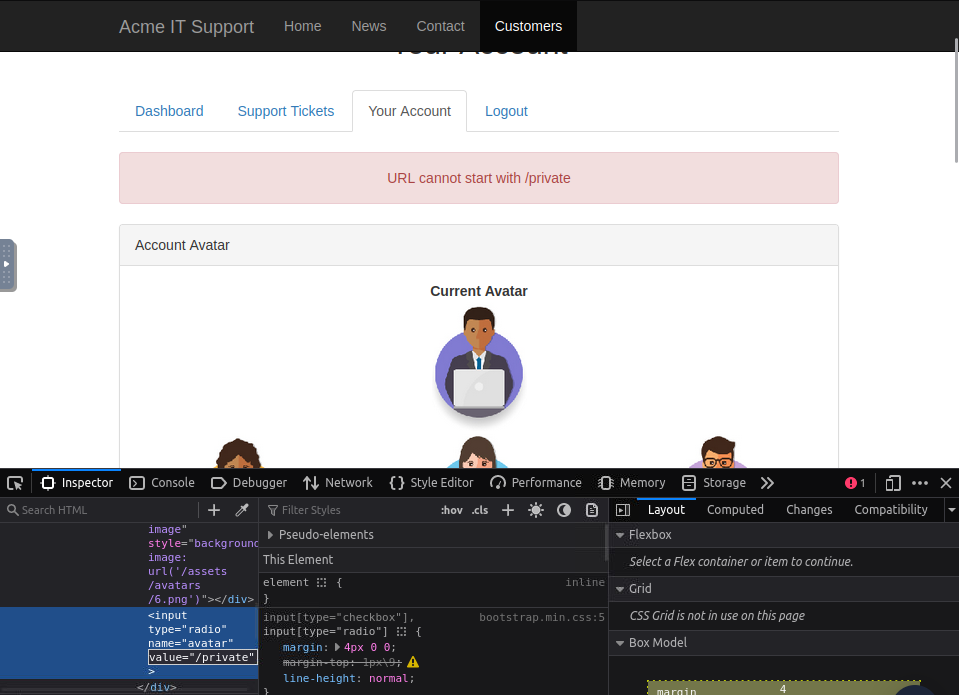 Acme IT Support Home News Contact Customers
Your Account
Dashboard Support Tickets Your Account Logout
URL cannot start with /private
Account Avatar
Current Avatar
Inspector Console Debugger Network Style Editor Performance Memory Storage 1
Search HTML
Filter Styles :hov .cls
Layout Computed Changes Compatibility
image"
style="background
image:
url('/assets
/avatars
/6.png')"></div>
<input
type="radio"
name="avatar"
value="/private"
>
</div>
Pseudo-elements
This Element
element { inline
}
input[type="checkbox"], bootstrap.min.css:5
input[type="radio"] {
margin: 4px 0 0;
margin-top: 1px\9;
line-height: normal;
}
Flexbox
Select a Flex container or item to continue.
Grid
CSS Grid is not in use on this page
Box Model
margin 4